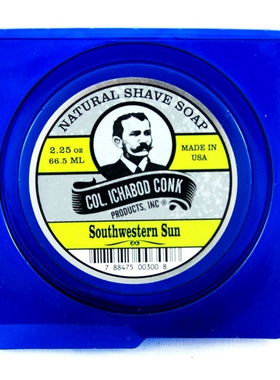 NATURAL SHAVE SOAP
2.25 oz
66.5 ML
MADE IN
USA
COL. ICHABOD CONK
PRODUCTS, INC ®
Southwestern Sun
7 88475 00300 8